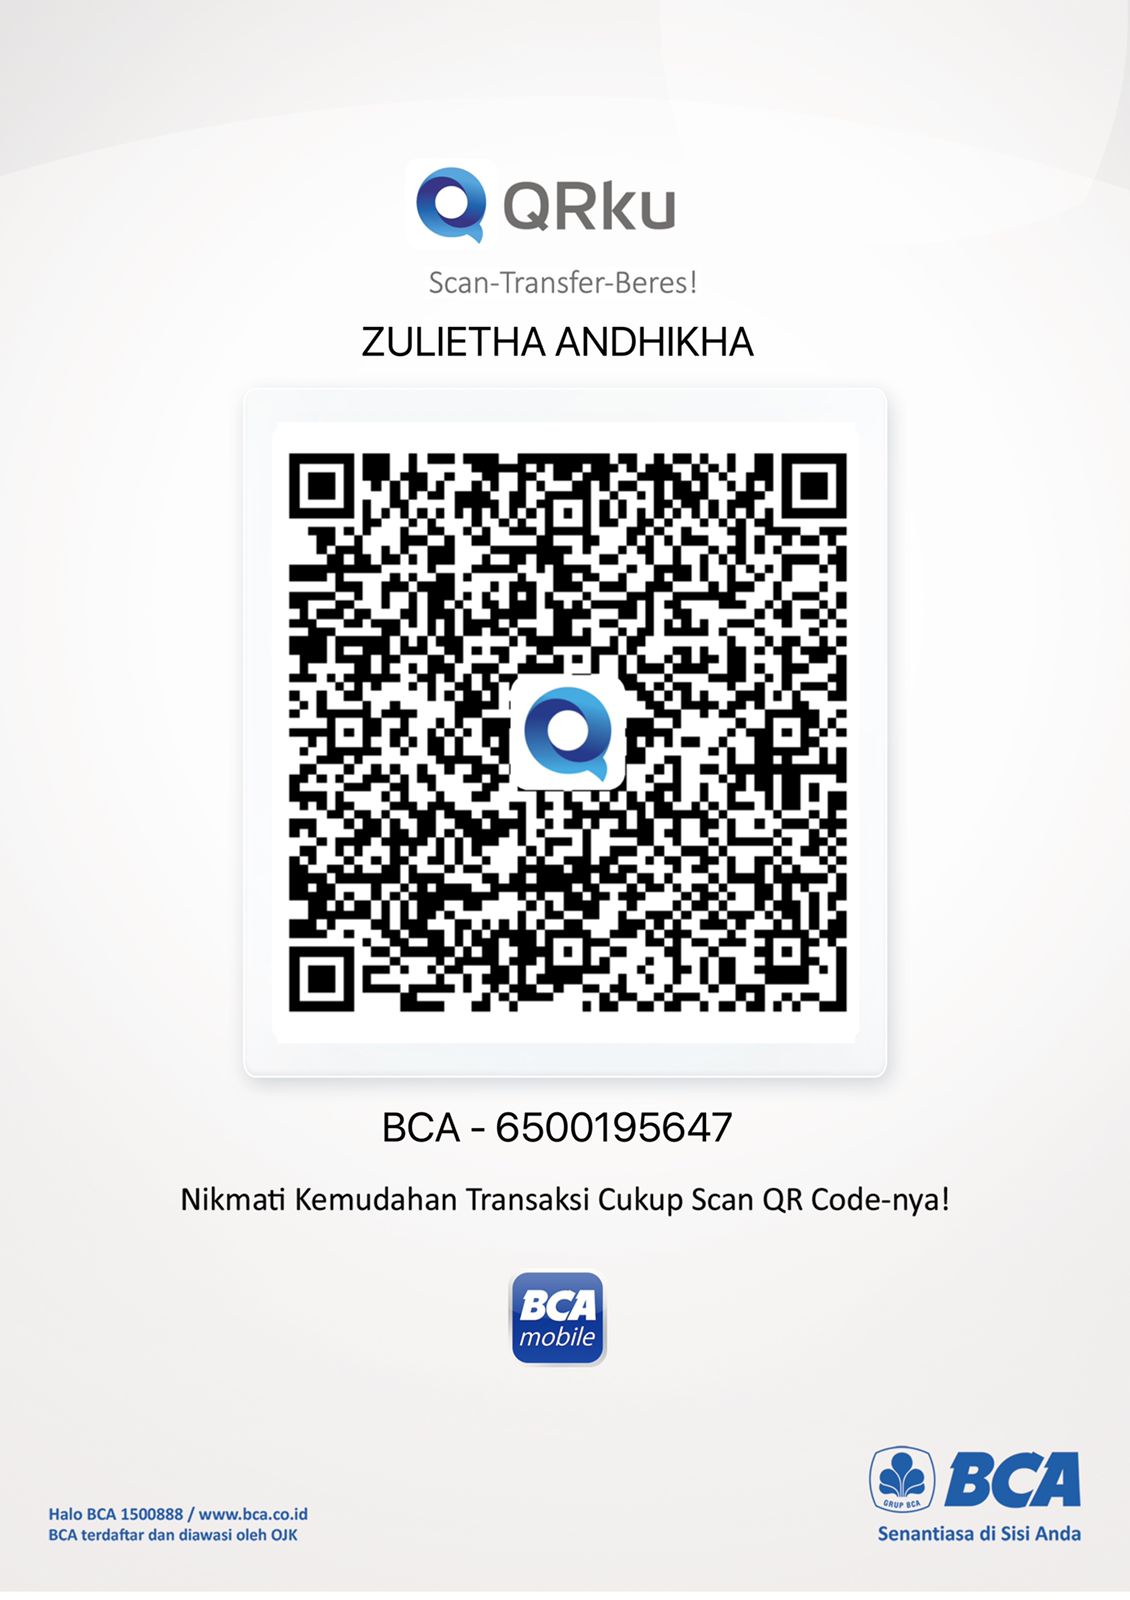 QRku
Scan-Transfer-Beres!
ZULIETHA ANDHIKHA
BCA - 6500195647
Nikmati Kemudahan Transaksi Cukup Scan QR Code-nya!
BCA
mobile
GRUP BCA
BCA
Senantiasa di Sisi Anda
Halo BCA 1500888 / www.bca.co.id
BCA terdaftar dan diawasi oleh OJK